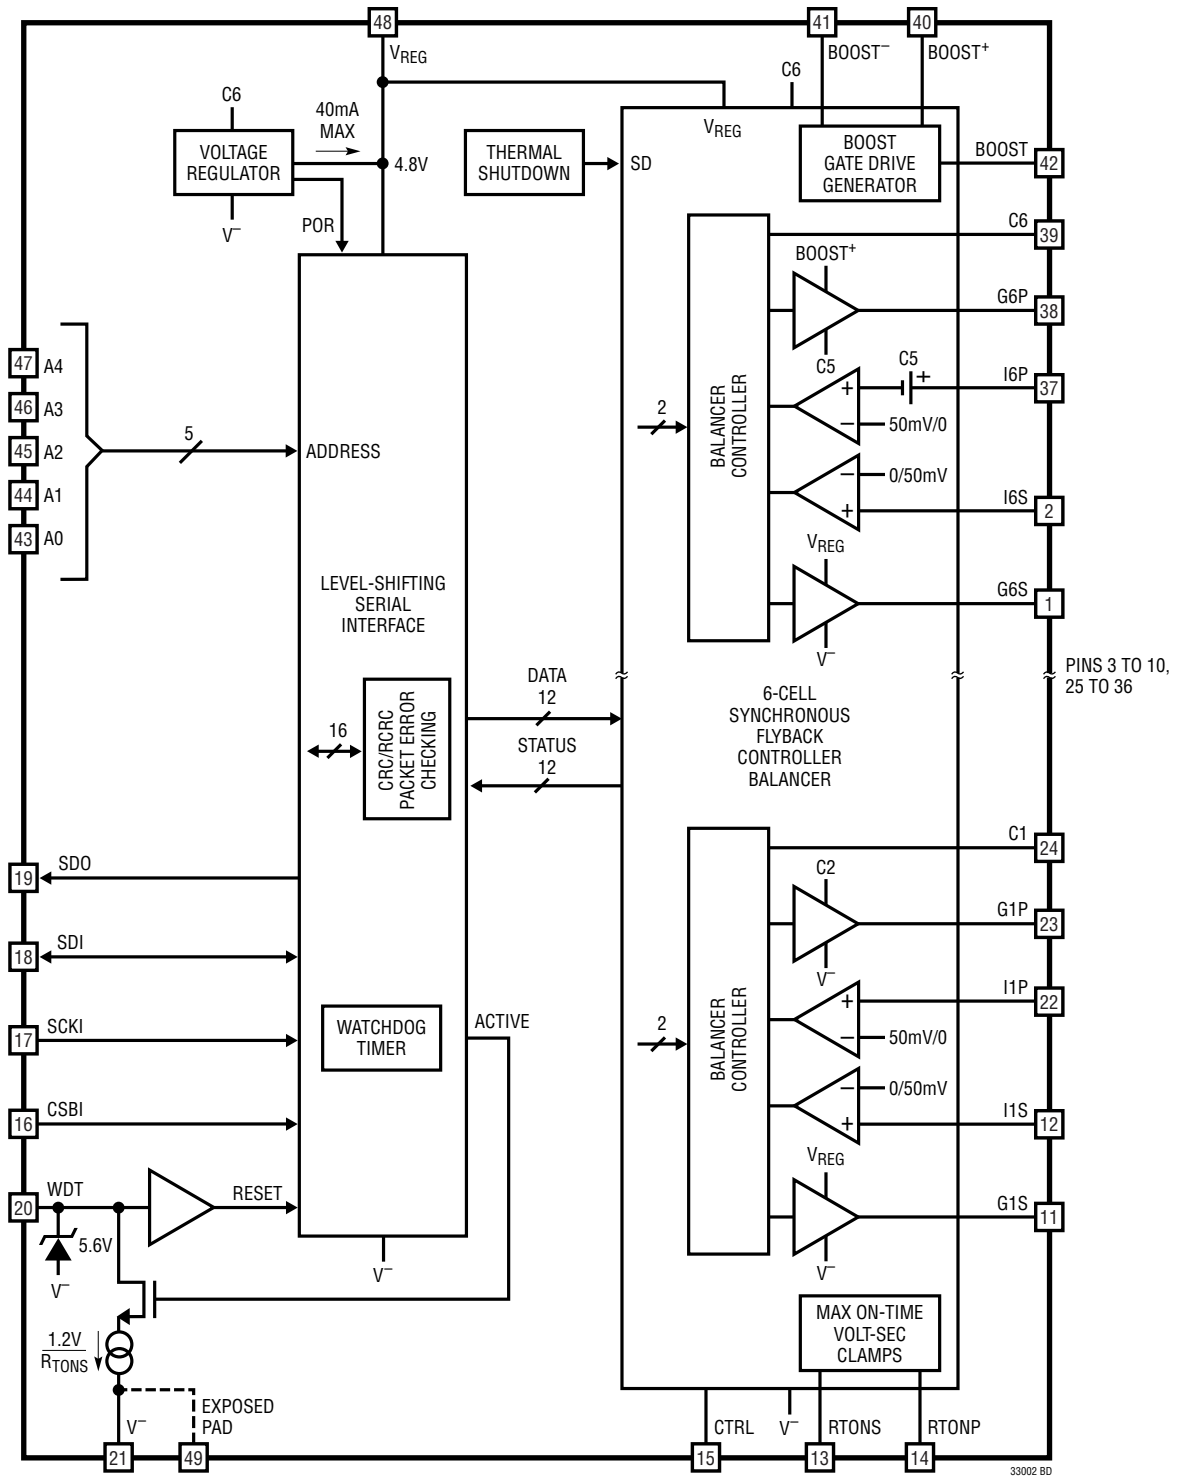 48
41
40
VREG
BOOST–
BOOST+
C6
C6
40mA
MAX
VREG
VOLTAGE
REGULATOR
4.8V
THERMAL
SHUTDOWN
SD
BOOST
GATE DRIVE
GENERATOR
BOOST
42
V–
POR
C6
39
BOOST+
G6P
38
C5
47
A4
46
A3
45
A2
44
A1
43
A0
5
ADDRESS
C5
+
I6P
37
+
–
50mV/0
2
BALANCER
CONTROLLER
–
0/50mV
+
I6S
2
VREG
G6S
1
V–
LEVEL-SHIFTING
SERIAL
INTERFACE
PINS 3 TO 10,
25 TO 36
DATA
12
STATUS
12
16
CRC/RCRC
PACKET ERROR
CHECKING
6-CELL
SYNCHRONOUS
FLYBACK
CONTROLLER
BALANCER
C1
24
C2
G1P
23
V–
19
SDO
18
SDI
17
SCKI
16
CSBI
WATCHDOG
TIMER
ACTIVE
2
BALANCER
CONTROLLER
+
I1P
22
–
50mV/0
–
0/50mV
+
I1S
12
VREG
G1S
11
V–
20
WDT
RESET
5.6V
V–
V–
1.2V
RTONS
MAX ON-TIME
VOLT-SEC
CLAMPS
V–
EXPOSED
PAD
CTRL
V–
RTONS
RTONP
21
49
15
13
14
33002 BD